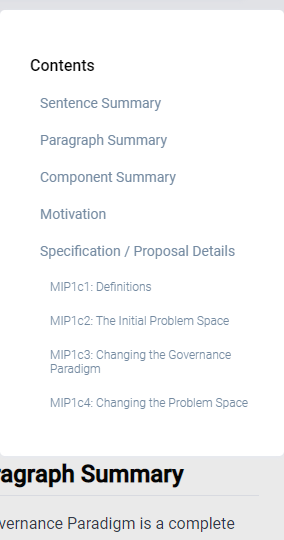 Contents
Sentence Summary
Paragraph Summary
Component Summary
Motivation
Specification / Proposal Details
MIP1c1: Definitions
MIP1c2: The Initial Problem Space
MIP1c3: Changing the Governance
Paradigm
MIP1c4: Changing the Problem Space
ragraph Summary
vernance Paradigm is a complete